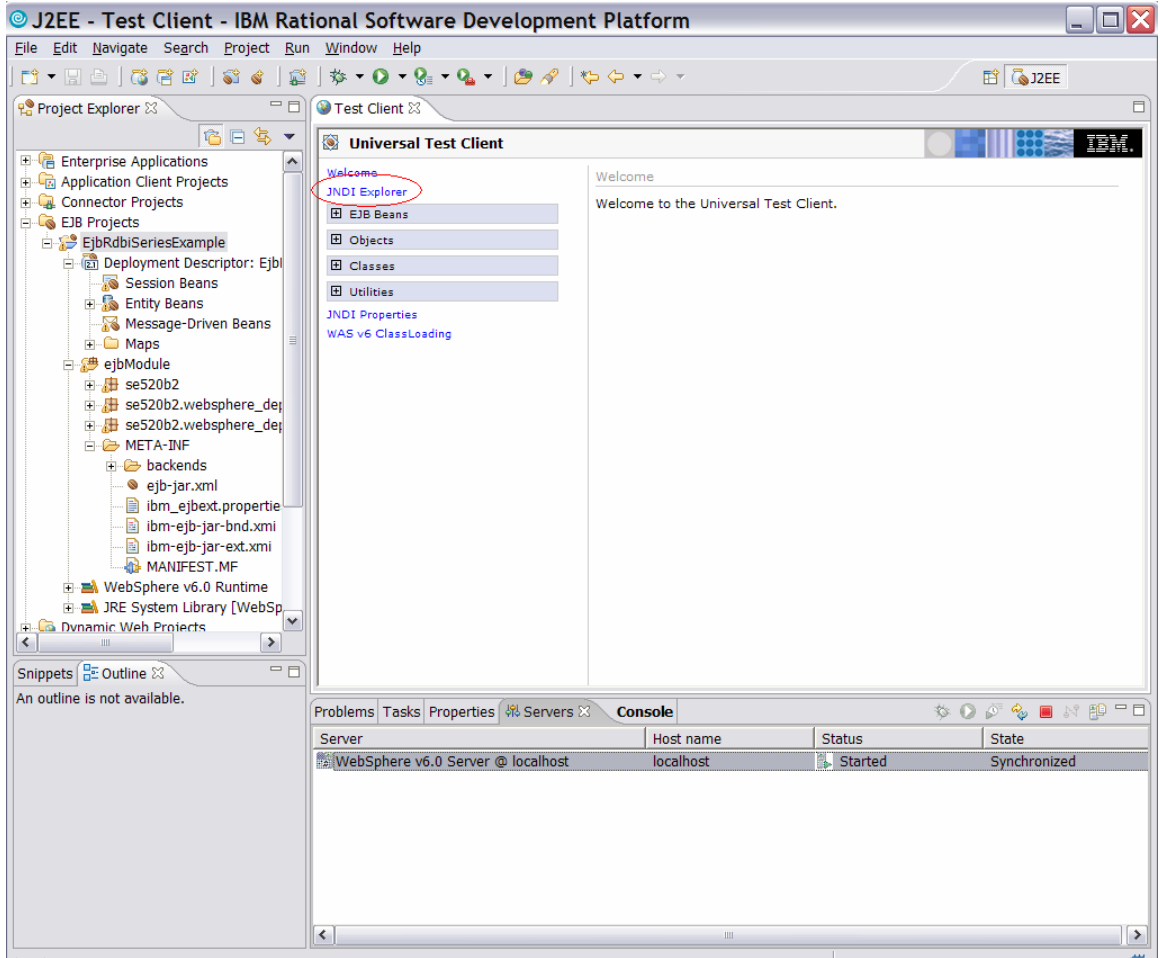 J2EE - Test Client - IBM Rational Software Development Platform
File Edit Navigate Search Project Run Window Help
J2EE
Project Explorer
Enterprise Applications
Application Client Projects
Connector Projects
EJB Projects
EjbRdbiSeriesExample
Deployment Descriptor: Ejbl
Session Beans
Entity Beans
Message-Driven Beans
Maps
ejbModule
se520b2
se520b2.websphere_dep
se520b2.websphere_dep
META-INF
backends
ejb-jar.xml
ibm_ejbext.propertie
ibm-ejb-jar-bnd.xmi
ibm-ejb-jar-ext.xmi
MANIFEST.MF
WebSphere v6.0 Runtime
JRE System Library [WebSp
Dynamic Web Projects
Snippets Outline
An outline is not available.
Test Client
Universal Test Client
IBM.
Welcome
JNDI Explorer
EJB Beans
Objects
Classes
Utilities
JNDI Properties
WAS v6 ClassLoading
Welcome
Welcome to the Universal Test Client.
Problems Tasks Properties Servers Console
Server Host name Status State
WebSphere v6.0 Server @ localhost localhost Started Synchronized